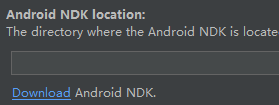 Android NDK location:
The directory where the Android NDK is locate
Download Android NDK.